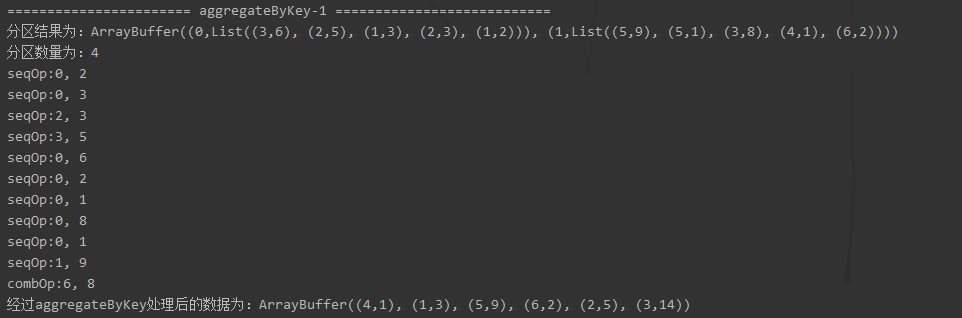 ======================= aggregateByKey-1 ===========================
分区结果为：ArrayBuffer((0,List((3,6), (2,5), (1,3), (2,3), (1,2))), (1,List((5,9), (5,1), (3,8), (4,1), (6,2))))
分区数量为：4
seqOp:0, 2
seqOp:0, 3
seqOp:2, 3
seqOp:3, 5
seqOp:0, 6
seqOp:0, 2
seqOp:0, 1
seqOp:0, 8
seqOp:0, 1
seqOp:1, 9
combOp:6, 8
经过aggregateByKey处理后的数据为：ArrayBuffer((4,1), (1,3), (5,9), (6,2), (2,5), (3,14))